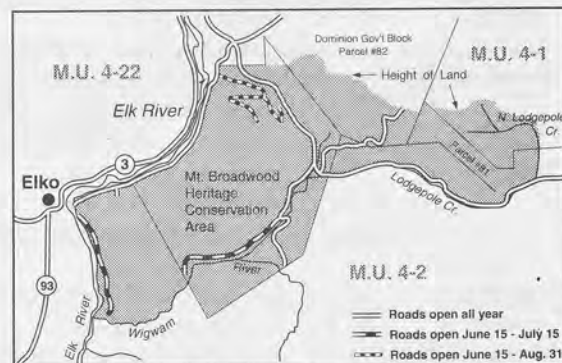 Dominion Gov't Block
Parcel #82
M.U. 4-1
M.U. 4-22
Height of Land
Elk River
N. Lodgepole
Cr.
Parcel #81
3
Elko
Mt. Broadwood
Heritage
Conservation
Area
Lodgepole Cr.
93
River
M.U. 4-2
Elk River
Wigwam
Roads open all year
Roads open June 15 - July 15
Roads open June 15 - Aug. 31